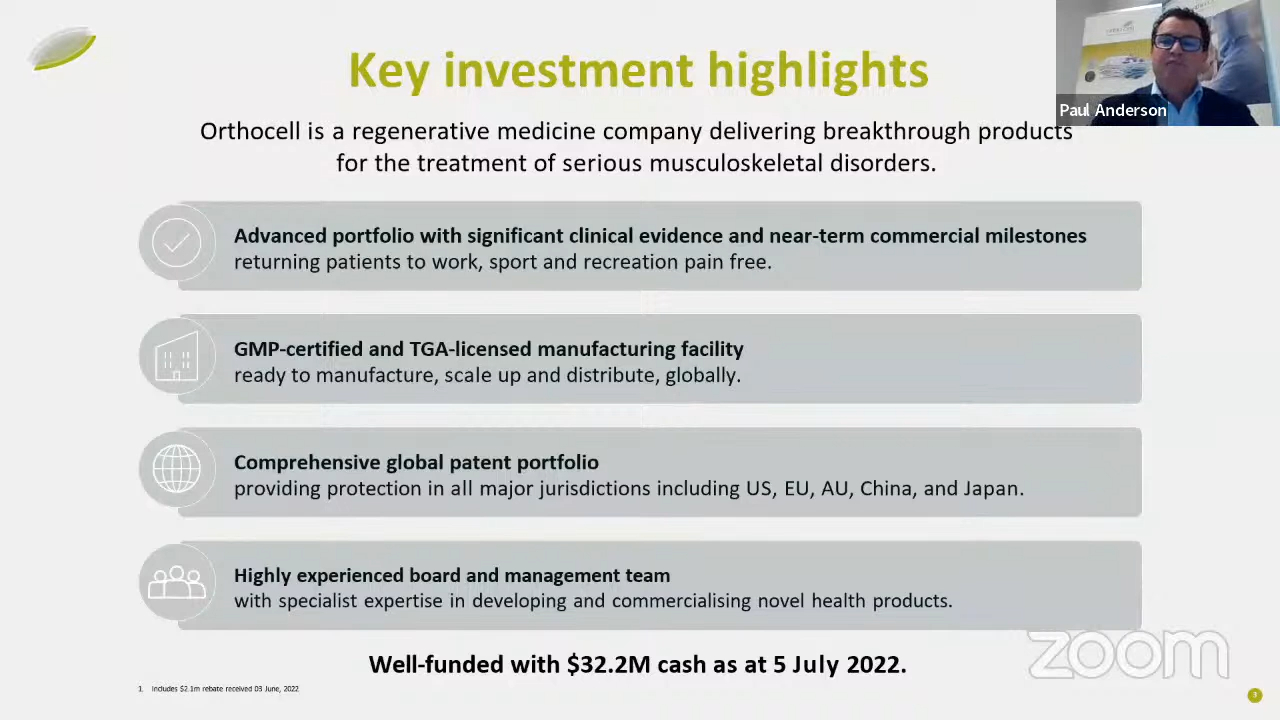 Key investment highlights
Paul Anderson
Orthocell is a regenerative medicine company delivering breakthrough products
for the treatment of serious musculoskeletal disorders.
Advanced portfolio with significant clinical evidence and near-term commercial milestones
returning patients to work, sport and recreation pain free.
GMP-certified and TGA-licensed manufacturing facility
ready to manufacture, scale up and distribute, globally.
Comprehensive global patent portfolio
providing protection in all major jurisdictions including US, EU, AU, China, and Japan.
Highly experienced board and management team
with specialist expertise in developing and commercialising novel health products.
zoom
Well-funded with $32.2M cash as at 5 July 2022.
1. Includes $2.1m rebate received 03 June, 2022
3